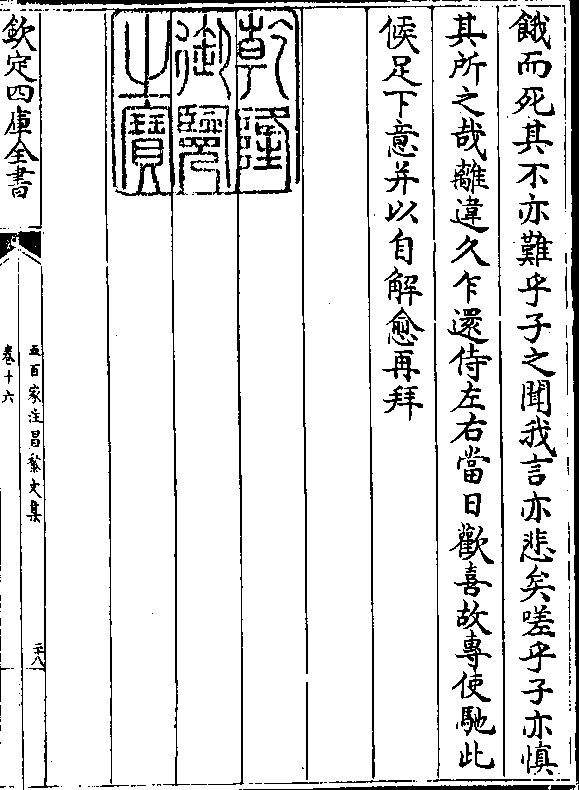 餓而死其不亦難乎子之聞我言亦悲矣嗟乎子亦慎
其所之哉離違久乍還侍左右當日歡喜故專使馳此
候足下意并以自解愈再拜
乾隆
御覽
之寶
欽定四庫全書
五百家注昌黎文集
卷十六
二十八